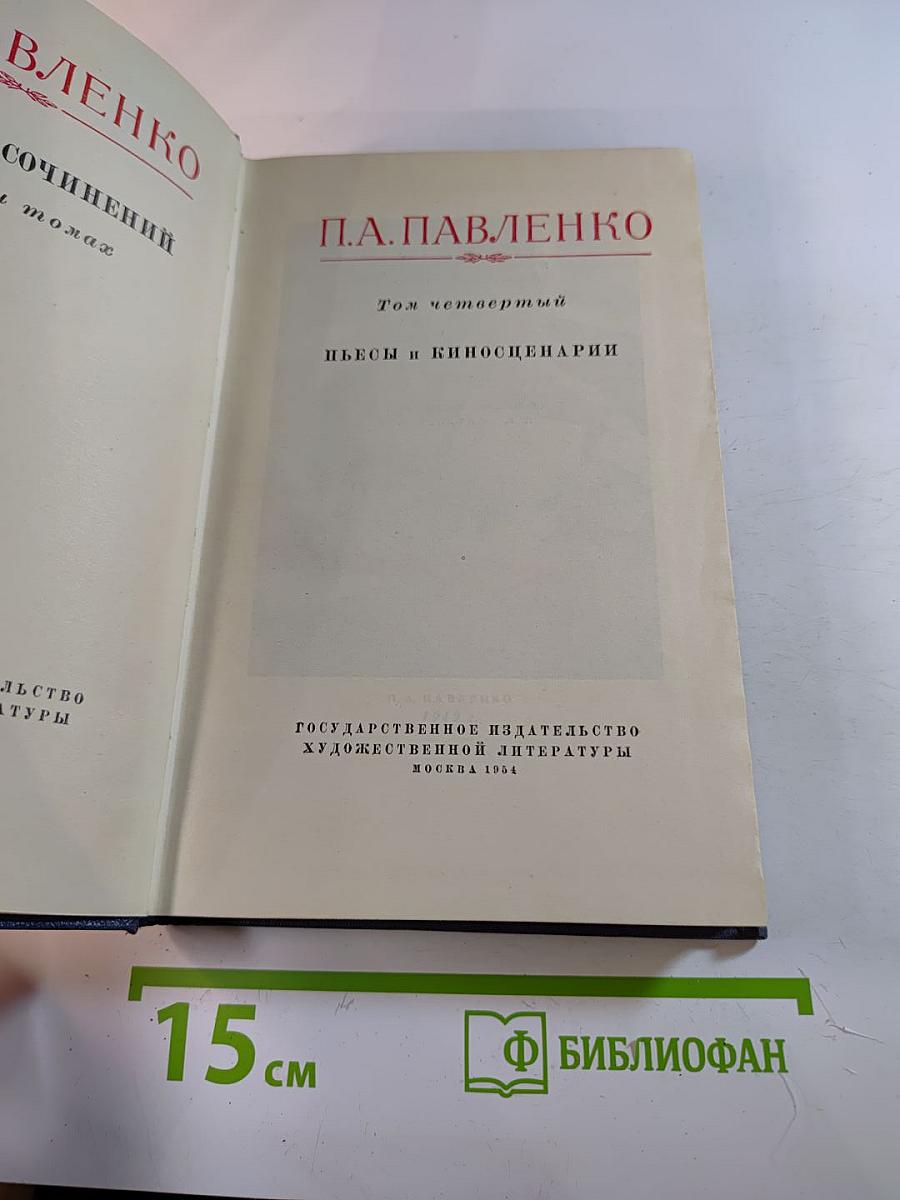 ВЛЕНКО
СОЧИНЕНИЙ
томах
ЛЬСТВО
АТУРЫ
П.А.ПАВЛЕНКО
Том четвертый
ПЬЕСЫ и КИНОСЦЕНАРИИ
П. А. ПАВЛЕНКО
ГОСУДАРСТВЕННОЕ ИЗДАТЕЛЬСТВО
ХУДОЖЕСТВЕННОЙ ЛИТЕРАТУРЫ
МОСКВА 1954
15 см
Ф БИБЛИОФАН